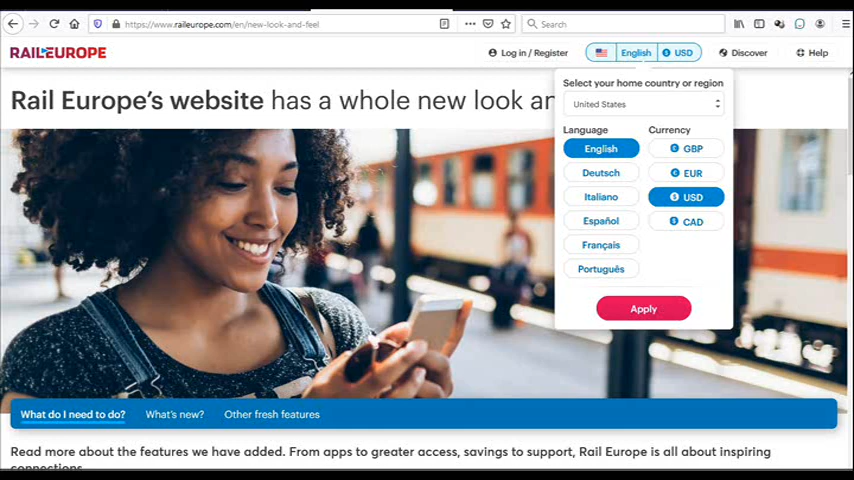 https://www.raileurope.com/en/new-look-and-feel
Search
RAILEUROPE
Log in / Register
English
USD
Discover
Help
Rail Europe's website has a whole new look an
Select your home country or region
United States
Language
Currency
English
GBP
Deutsch
EUR
Italiano
USD
Español
CAD
Français
Português
Apply
What do I need to do?
What's new?
Other fresh features
Read more about the features we have added. From apps to greater access, savings to support, Rail Europe is all about inspiring
connections